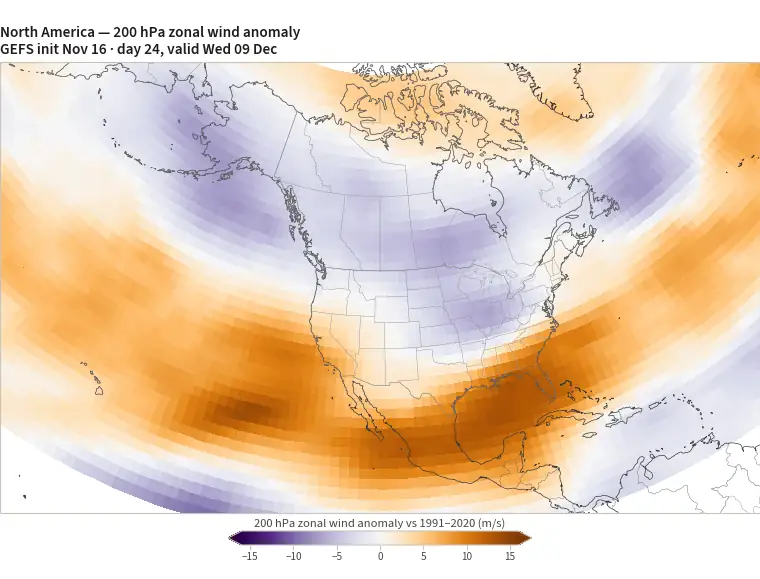 North America — 200 hPa zonal wind anomaly
GEFS init Nov 16 · day 24, valid Wed 09 Dec
200 hPa zonal wind anomaly vs 1991–2020 (m/s)
−15 −10 −5 0 5 10 15